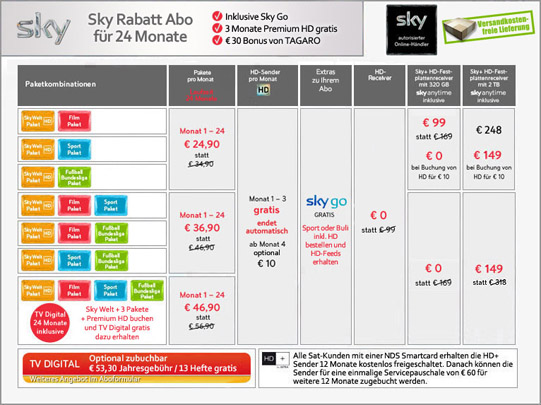 sky
Sky Rabatt Abo
für 24 Monate
Inklusive Sky Go
3 Monate Premium HD gratis
€ 30 Bonus von TAGARO
sky
autorisierter
Online-Händler
Versandkosten-
freie Lieferung
Paketkombinationen
Pakete
pro Monat
HD-Sender
pro Monat
HD
Extras
zu Ihrem
Abo
HD-
Receiver
Sky+ HD-Fest-
plattenreceiver
mit 320 GB
sky anytime
inklusive
Sky+ HD-Fest-
plattenreceiver
mit 2 TB
sky anytime
inklusive
Sky Welt HD Paket
Film Paket
Sky Welt HD Paket
Sport Paket
Sky Welt HD Paket
Fußball Bundesliga Paket
Monat 1 – 24
€ 24,90
statt
€ 34,90
€ 99
statt € 169
€ 0
bei Buchung von
HD für € 10
€ 248
€ 149
bei Buchung von
HD für € 10
Sky Welt HD Paket
Film Paket
Sport Paket
Sky Welt HD Paket
Film Paket
Fußball Bundesliga Paket
Sky Welt HD Paket
Sport Paket
Fußball Bundesliga Paket
Monat 1 – 24
€ 36,90
statt
€ 46,90
Monat 1 – 3
gratis
endet
automatisch
ab Monat 4
optional
€ 10
sky go
GRATIS
Sport oder Buli
inkl. HD
bestellen und
HD-Feeds
erhalten
€ 0
statt € 99
€ 0
statt € 169
€ 149
statt € 318
Sky Welt HD Paket
Film Paket
Sport Paket
Fußball Bundesliga Paket
TV Digital
24 Monate
inklusive
Sky Welt + 3 Pakete
+ Premium HD buchen
und TV Digital gratis
dazu erhalten
Monat 1 – 24
€ 46,90
statt
€ 56,90
TV DIGITAL
Optional zubuchbar
€ 53,30 Jahresgebühr / 13 Hefte gratis
Weiteres Angebot im Aboformular
HD +
Alle Sat-Kunden mit einer NDS Smartcard erhalten die HD+
Sender 12 Monate kostenlos freigeschaltet. Danach können die
Sender für eine einmalige Servicepauschale von € 60 für
weitere 12 Monate zugebucht werden.